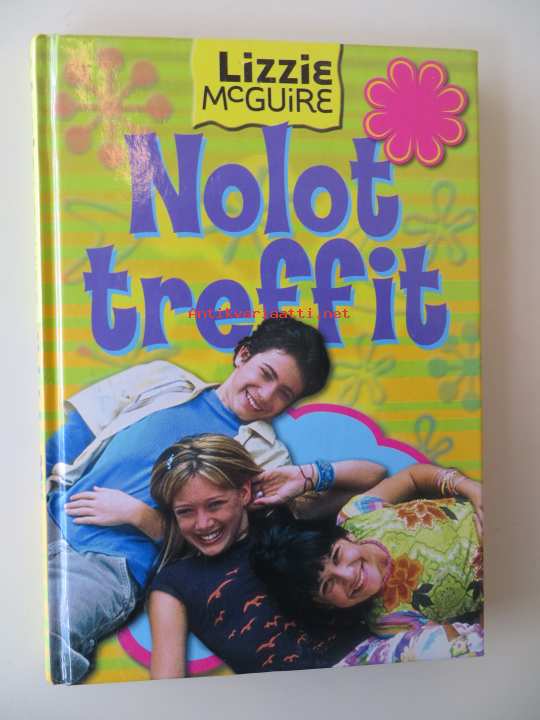 Lizzie
McGUiRE
Nolot
treffit
Antikvariaatti.net